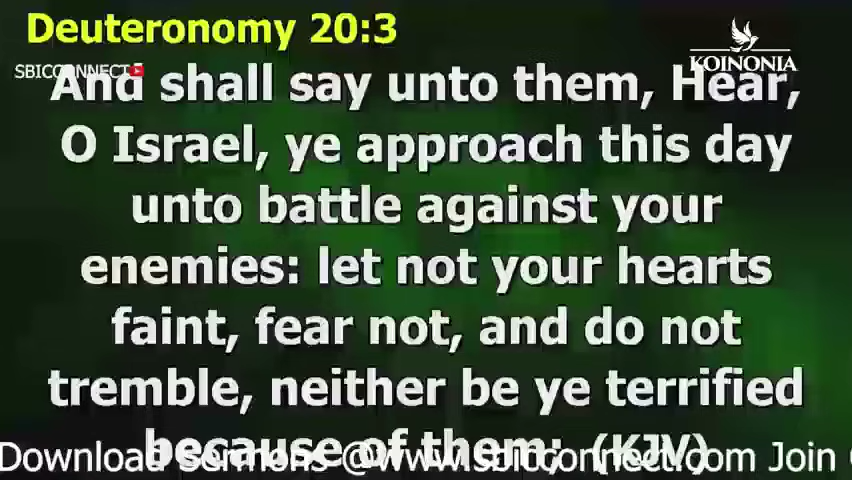 Deuteronomy 20:3
KOINONIA
SBICCONNECT
And shall say unto them, Hear,
O Israel, ye approach this day
unto battle against your
enemies: let not your hearts
faint, fear not, and do not
tremble, neither be ye terrified
because of them; (KJV)
Download Sermons @www.sbicconnect.com Join